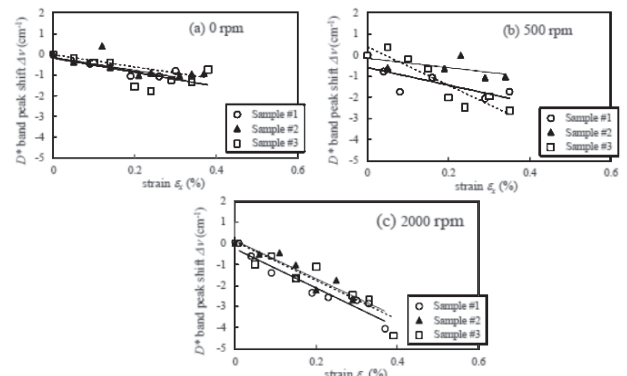 (a) 0 rpm
2
1
0
-1
-2
-3
-4
-5
D* band peak shift Δν (cm⁻¹)
Sample #1
Sample #2
Sample #3
0
0.2
0.4
0.6
strain εs (%)
(b) 500 rpm
2
1
0
-1
-2
-3
-4
-5
D* band peak shift Δν (cm⁻¹)
Sample #1
Sample #2
Sample #3
0
0.2
0.4
0.6
strain εs (%)
(c) 2000 rpm
2
1
0
-1
-2
-3
-4
-5
D* band peak shift Δν (cm⁻¹)
Sample #1
Sample #2
Sample #3
0
0.2
0.4
0.6
strain εs (%)